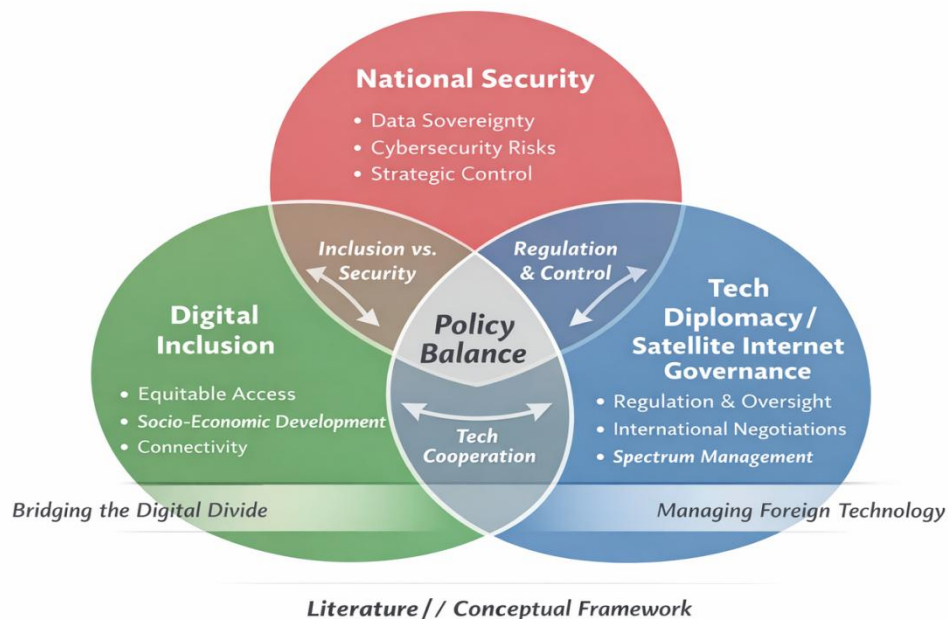 National Security
• Data Sovereignty
• Cybersecurity Risks
• Strategic Control
Inclusion vs.
Security
Regulation
& Control
Policy
Balance
Digital
Inclusion
• Equitable Access
• Socio-Economic Development
• Connectivity
Tech
Diplomacy/
Satellite Internet
Governance
• Regulation & Oversight
• International Negotiations
• Spectrum Management
Tech
Cooperation
Bridging the Digital Divide
Managing Foreign Technology
Literature// Conceptual Framework